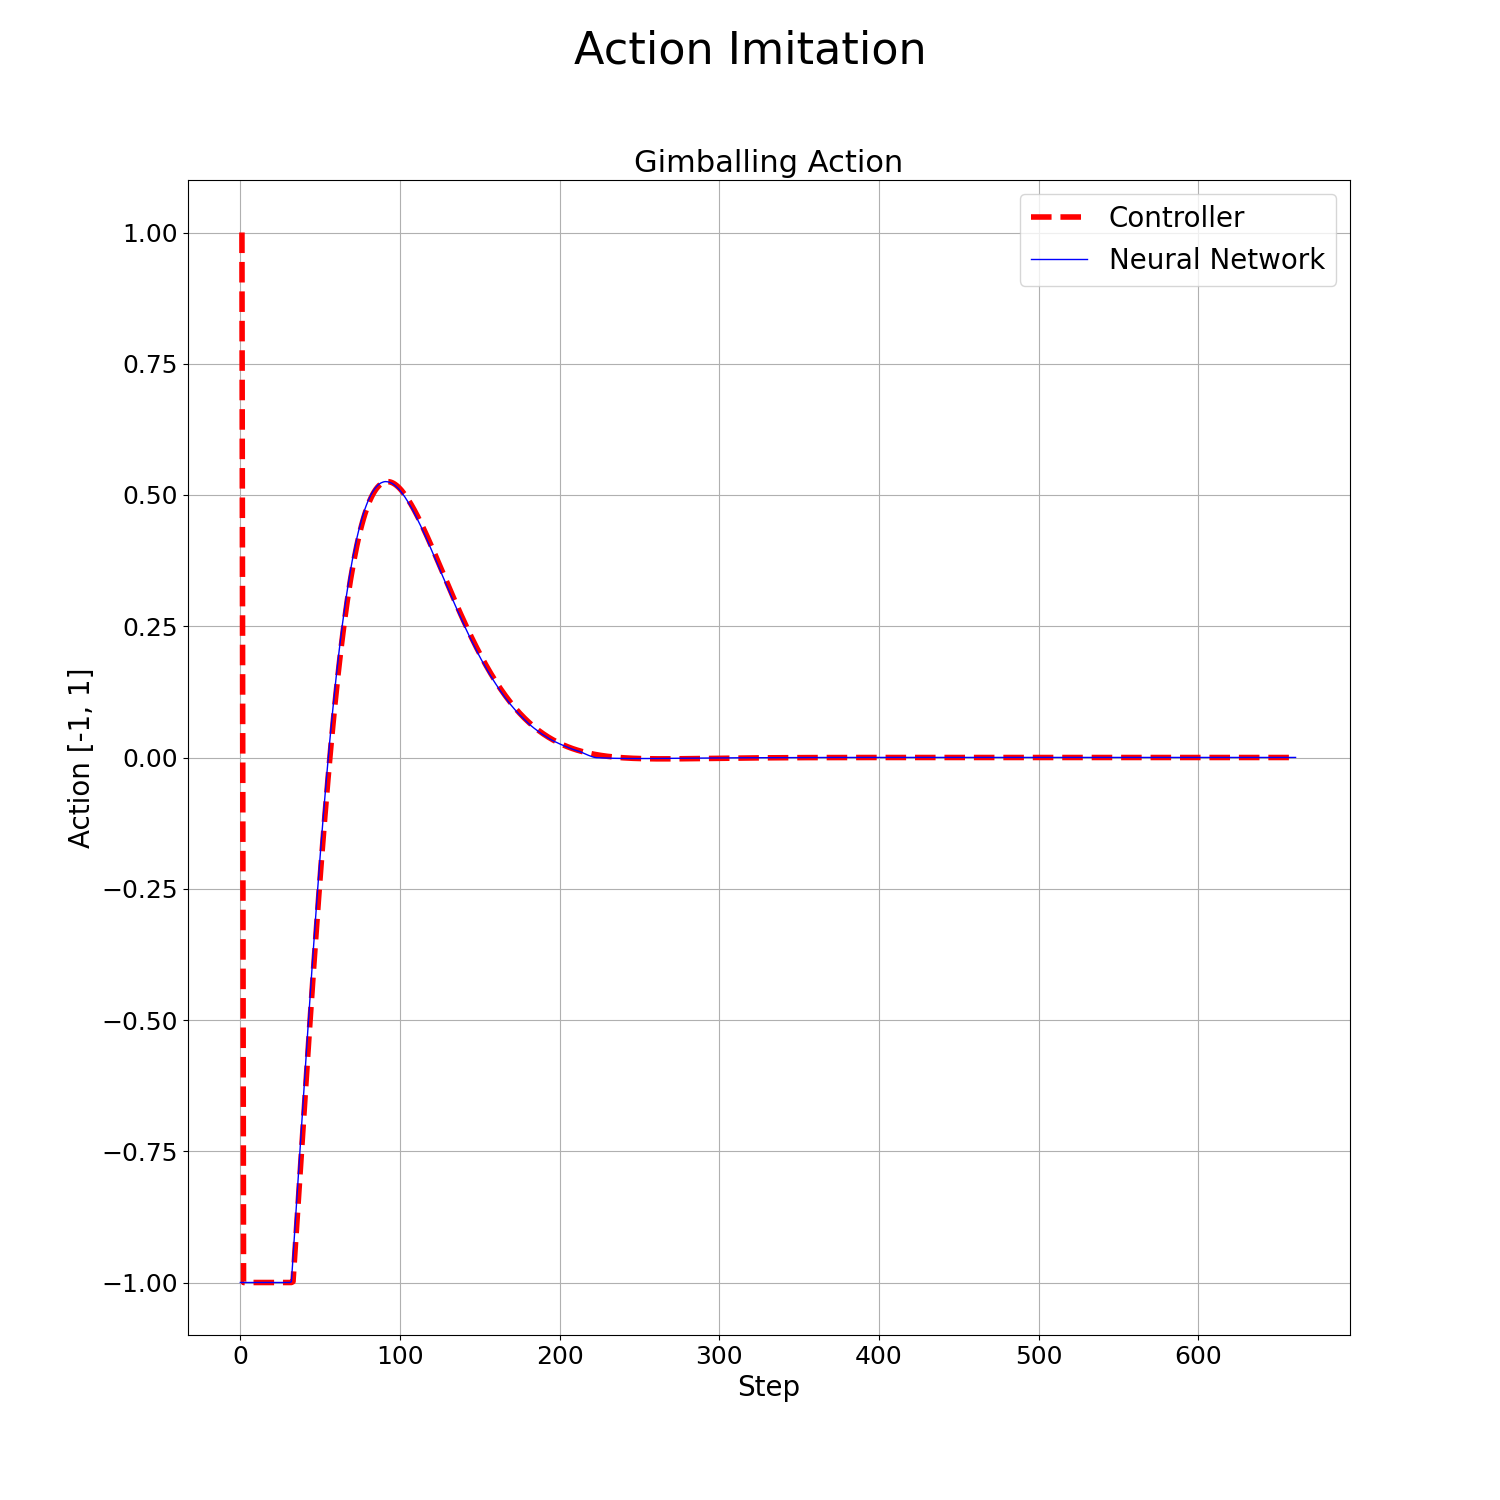 Action Imitation
Gimballing Action
Controller
Neural Network
1.00
0.75
0.50
0.25
0.00
−0.25
−0.50
−0.75
−1.00
Action [-1, 1]
0 100 200 300 400 500 600
Step